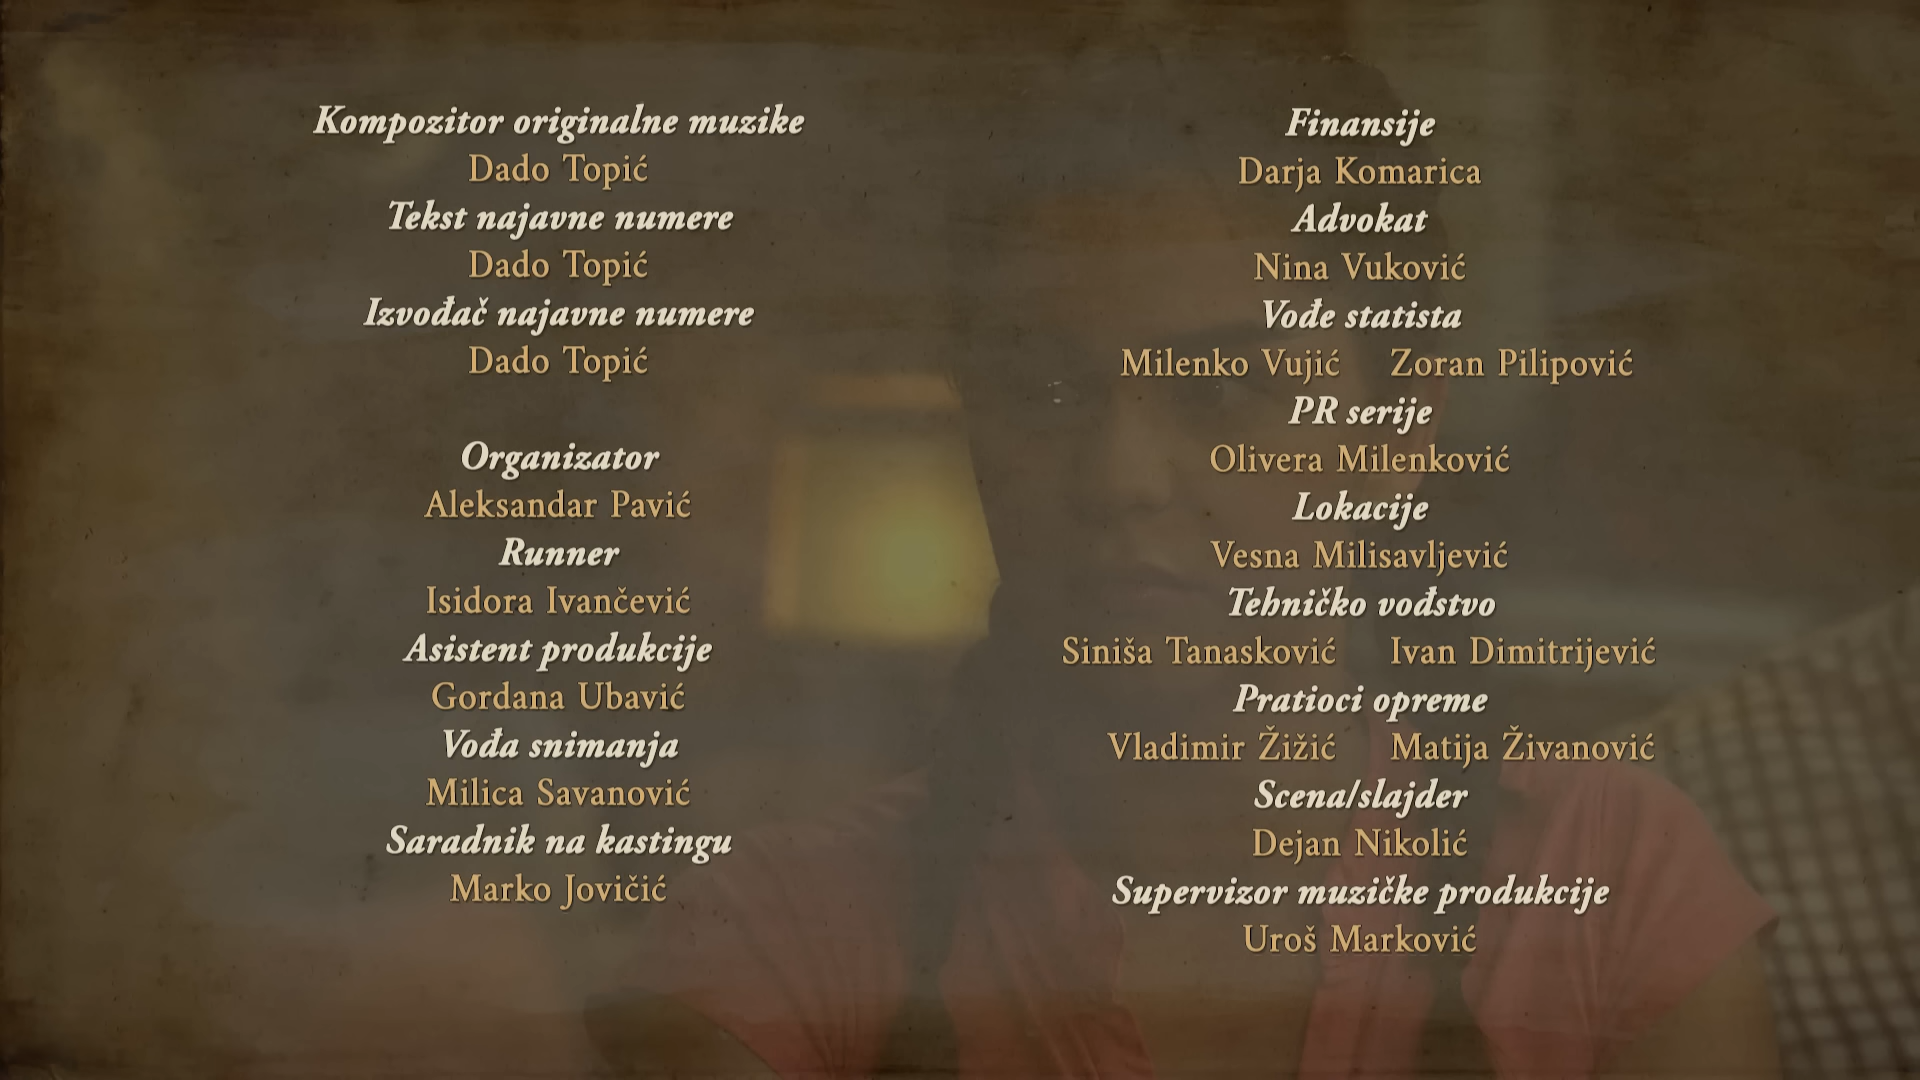 Kompozitor originalne muzike
Dado Topić
Tekst najavne numere
Dado Topić
Izvođač najavne numere
Dado Topić
Organizator
Aleksandar Pavić
Runner
Isidora Ivančević
Asistent produkcije
Gordana Ubavić
Vođa snimanja
Milica Savanović
Saradnik na kastingu
Marko Jovičić
Finansije
Darja Komarica
Advokat
Nina Vuković
Vođe statista
Milenko Vujić Zoran Pilipović
PR serije
Olivera Milenković
Lokacije
Vesna Milisavljević
Tehničko vođstvo
Siniša Tanasković Ivan Dimitrijević
Pratioci opreme
Vladimir Žižić Matija Živanović
Scena/slajder
Dejan Nikolić
Supervizor muzičke produkcije
Uroš Marković